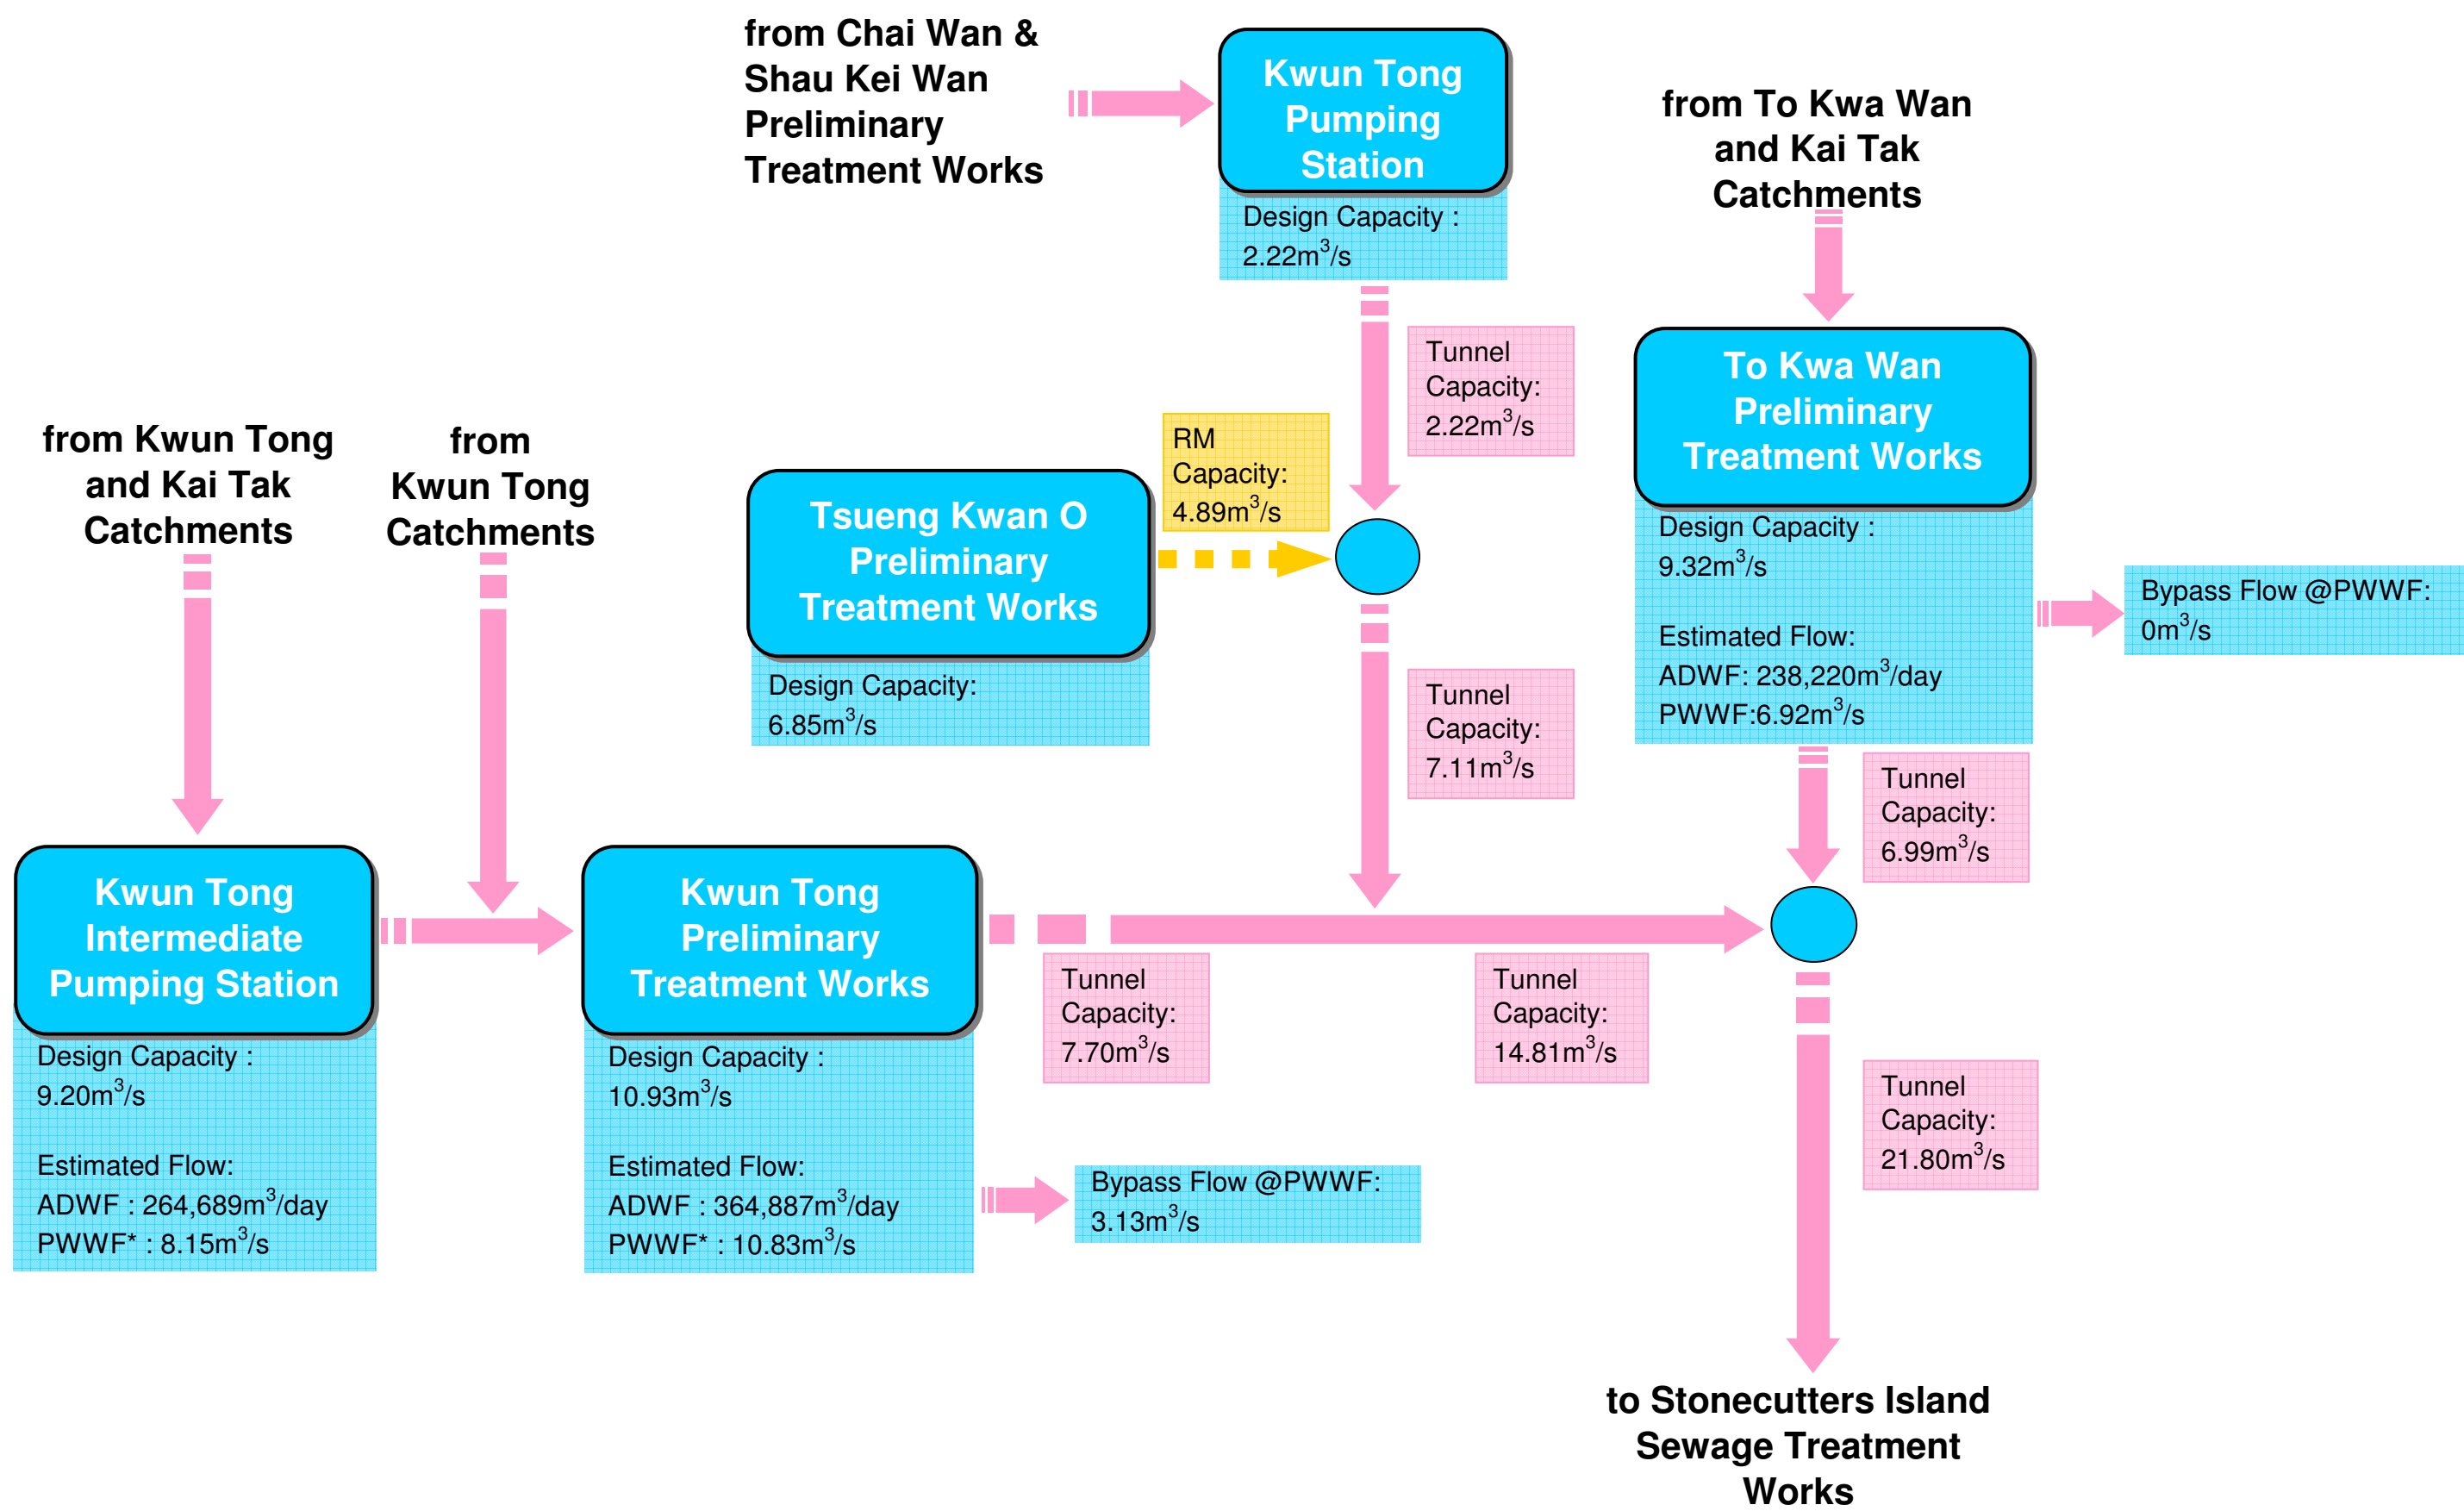 from Chai Wan &
Shau Kei Wan
Preliminary
Treatment Works
Kwun Tong
Pumping
Station
Design Capacity :
2.22m³/s
from To Kwa Wan
and Kai Tak
Catchments
Tunnel
Capacity:
2.22m³/s
To Kwa Wan
Preliminary
Treatment Works
Design Capacity :
9.32m³/s
Estimated Flow:
ADWF: 238,220m³/day
PWWF:6.92m³/s
Bypass Flow @PWWF:
0m³/s
from Kwun Tong
and Kai Tak
Catchments
from
Kwun Tong
Catchments
RM
Capacity:
4.89m³/s
Tsueng Kwan O
Preliminary
Treatment Works
Design Capacity:
6.85m³/s
Tunnel
Capacity:
7.11m³/s
Tunnel
Capacity:
6.99m³/s
Kwun Tong
Intermediate
Pumping Station
Design Capacity :
9.20m³/s
Estimated Flow:
ADWF : 264,689m³/day
PWWF* : 8.15m³/s
Kwun Tong
Preliminary
Treatment Works
Design Capacity :
10.93m³/s
Estimated Flow:
ADWF : 364,887m³/day
PWWF* : 10.83m³/s
Tunnel
Capacity:
7.70m³/s
Tunnel
Capacity:
14.81m³/s
Bypass Flow @PWWF:
3.13m³/s
Tunnel
Capacity:
21.80m³/s
to Stonecutters Island
Sewage Treatment
Works